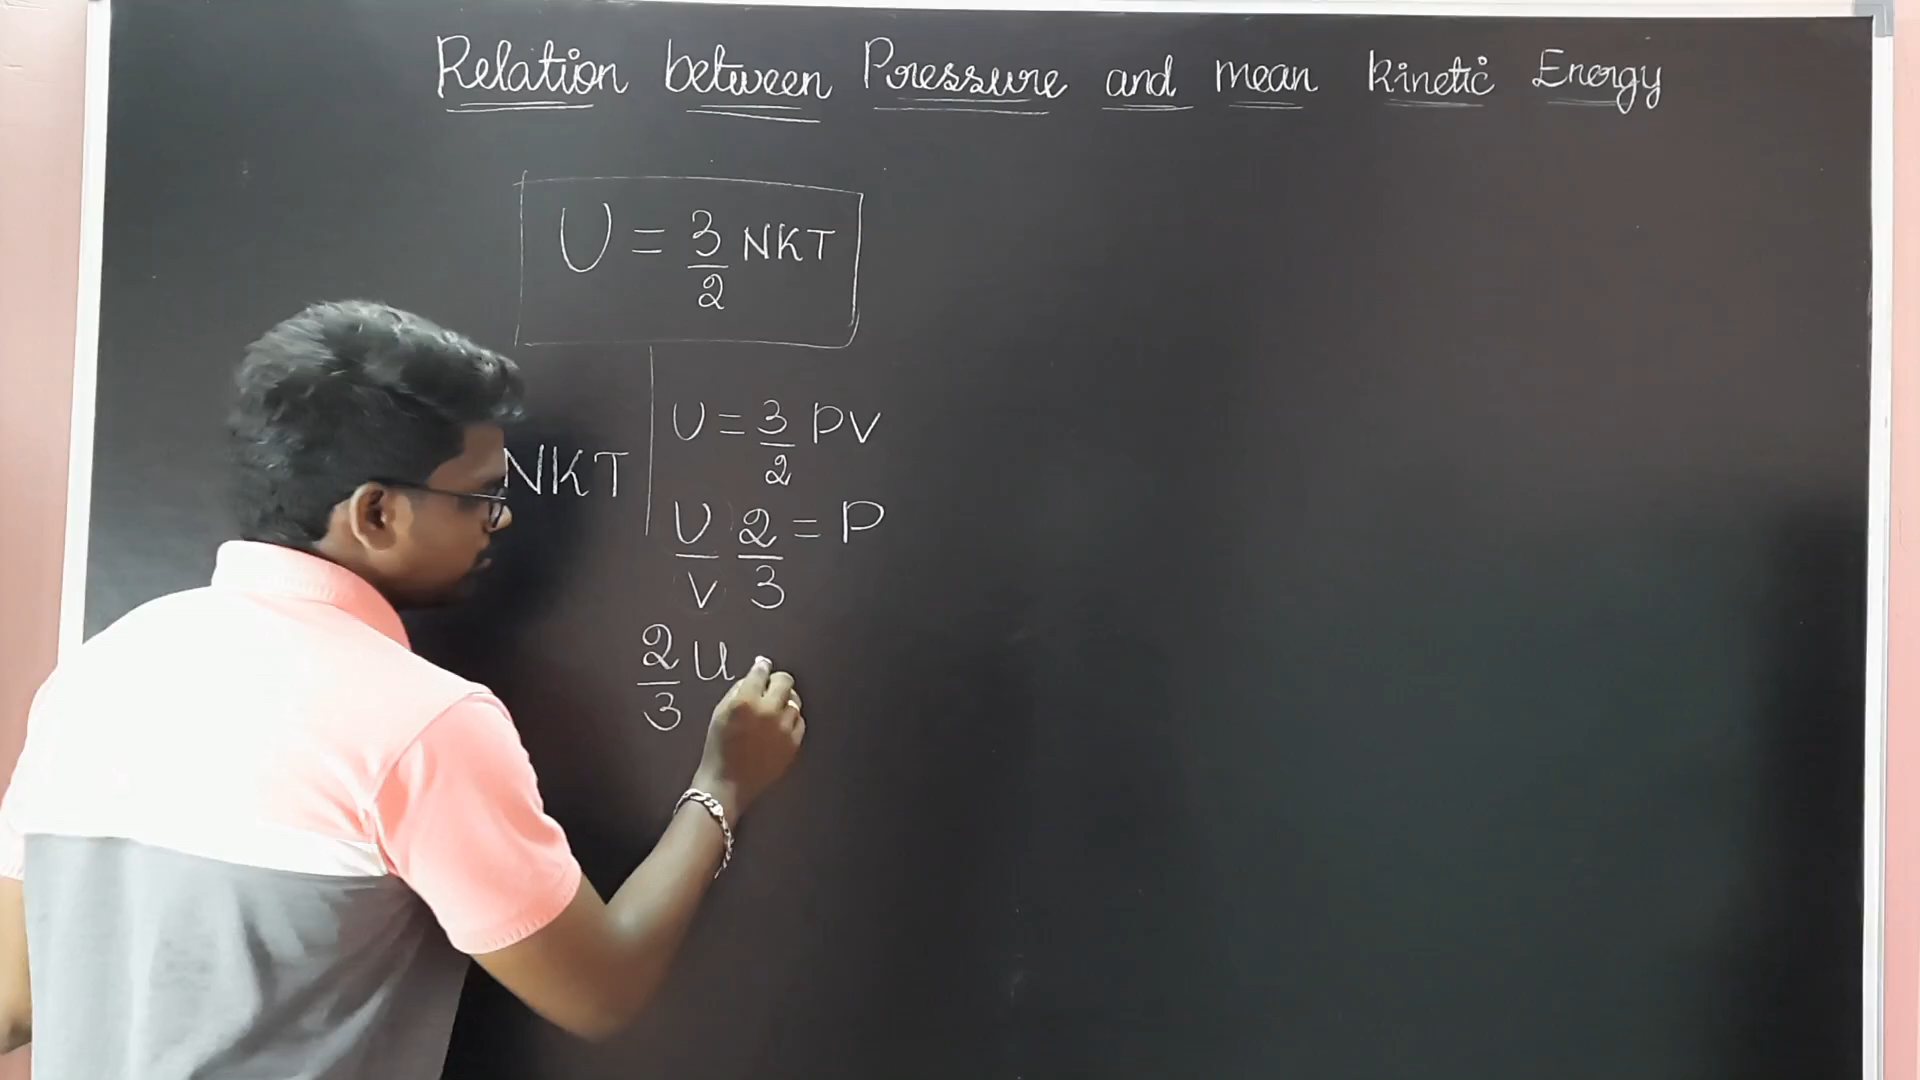 Relation between Pressure and mean kinetic Energy
U = 3/2 NKT
NKT
U = 3/2 PV
U/V 2/3 = P
2/3 u